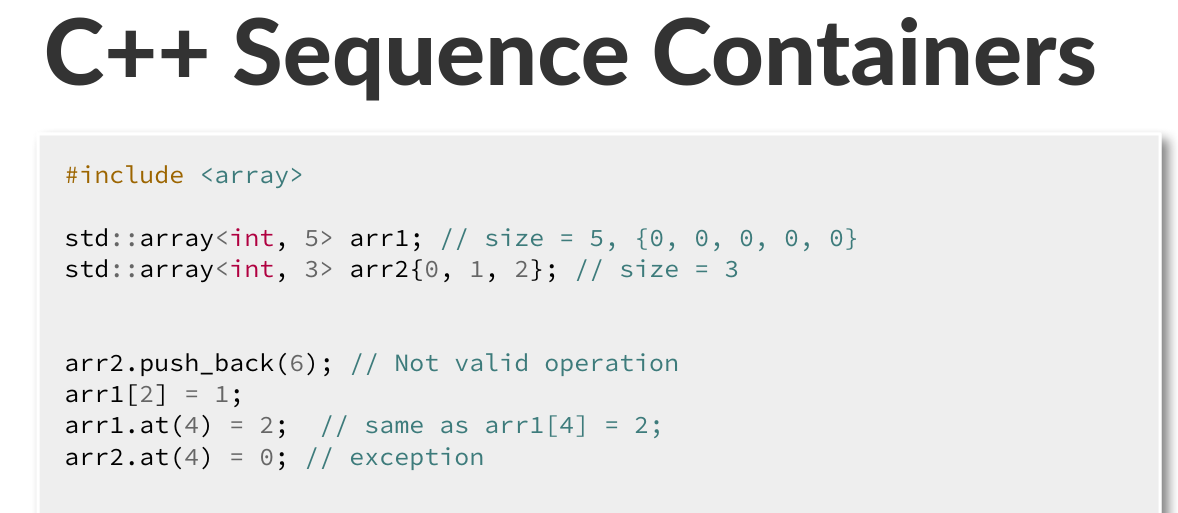 C++ Sequence Containers
#include <array>
std::array<int, 5> arr1; // size = 5, {0, 0, 0, 0, 0}
std::array<int, 3> arr2{0, 1, 2}; // size = 3
arr2.push_back(6); // Not valid operation
arr1[2] = 1;
arr1.at(4) = 2;  // same as arr1[4] = 2;
arr2.at(4) = 0; // exception